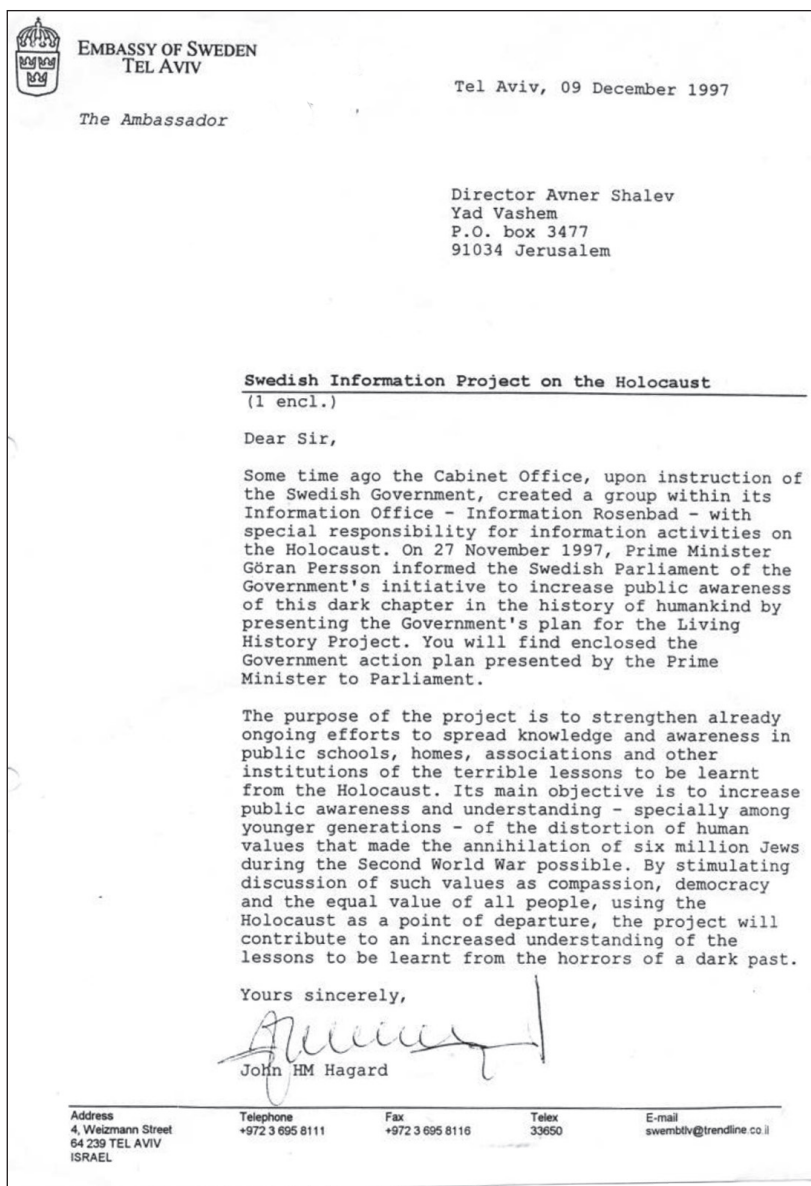 EMBASSY OF SWEDEN
TEL AVIV
Tel Aviv, 09 December 1997
The Ambassador
Director Avner Shalev
Yad Vashem
P.O. box 3477
91034 Jerusalem
Swedish Information Project on the Holocaust
(1 encl.)
Dear Sir,
Some time ago the Cabinet Office, upon instruction of
the Swedish Government, created a group within its
Information Office - Information Rosenbad - with
special responsibility for information activities on
the Holocaust. On 27 November 1997, Prime Minister
Göran Persson informed the Swedish Parliament of the
Government's initiative to increase public awareness
of this dark chapter in the history of humankind by
presenting the Government's plan for the Living
History Project. You will find enclosed the
Government action plan presented by the Prime
Minister to Parliament.
The purpose of the project is to strengthen already
ongoing efforts to spread knowledge and awareness in
public schools, homes, associations and other
institutions of the terrible lessons to be learnt
from the Holocaust. Its main objective is to increase
public awareness and understanding - specially among
younger generations - of the distortion of human
values that made the annihilation of six million Jews
during the Second World War possible. By stimulating
discussion of such values as compassion, democracy
and the equal value of all people, using the
Holocaust as a point of departure, the project will
contribute to an increased understanding of the
lessons to be learnt from the horrors of a dark past.
Yours sincerely,
John HM Hagard
Address Telephone Fax Telex E-mail
4, Weizmann Street +972 3 695 8111 +972 3 695 8116 33650 swembtlv@trendline.co.il
64 239 TEL AVIV
ISRAEL